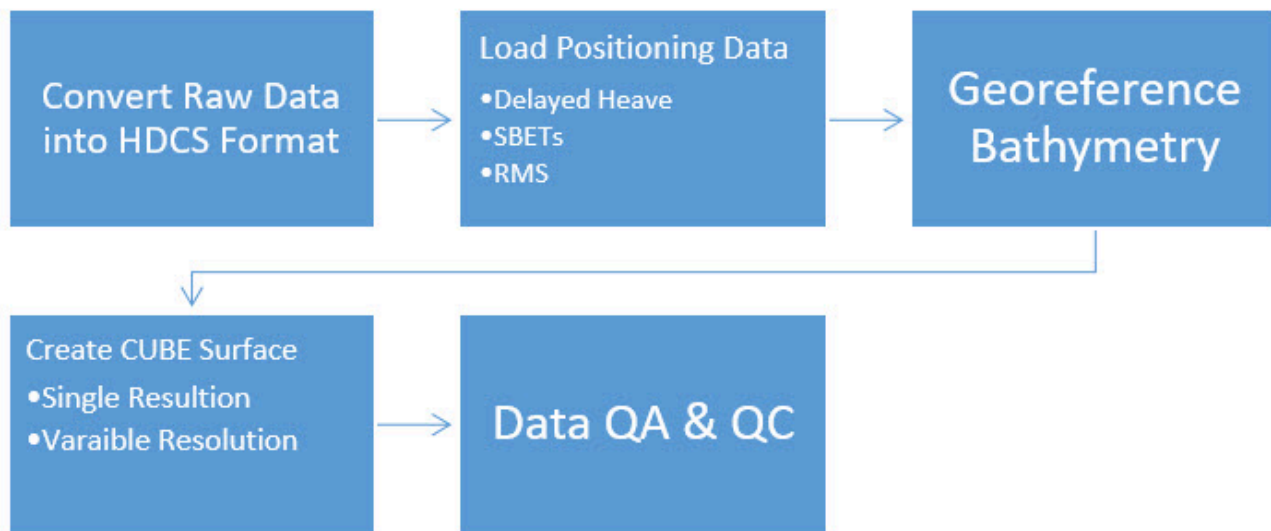 Convert Raw Data
into HDCS Format
Load Positioning Data
•Delayed Heave
•SBETs
•RMS
Georeference
Bathymetry
Create CUBE Surface
•Single Resultion
•Varaible Resolution
Data QA & QC